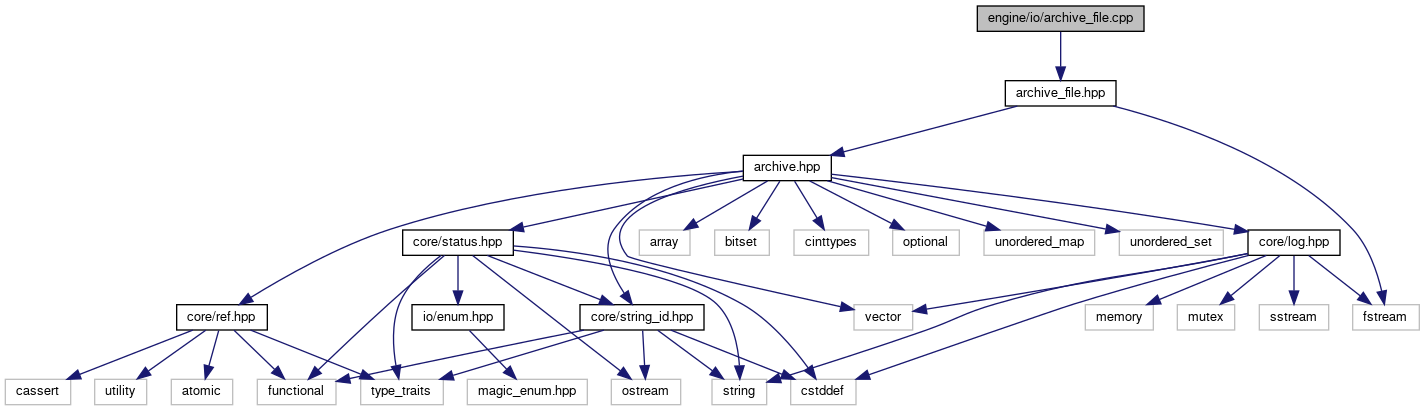 engine/io/archive_file.cpp
archive_file.hpp
archive.hpp
core/status.hpp
array
bitset
cinttypes
optional
unordered_map
unordered_set
core/log.hpp
core/ref.hpp
io/enum.hpp
core/string_id.hpp
vector
memory
mutex
sstream
fstream
cassert
utility
atomic
functional
type_traits
magic_enum.hpp
ostream
string
cstddef